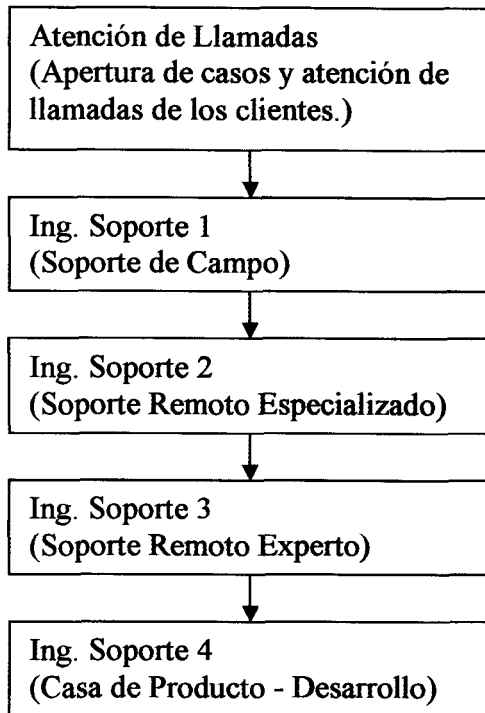 Atención de Llamadas
(Apertura de casos y atención de
llamadas de los clientes.)
Ing. Soporte 1
(Soporte de Campo)
Ing. Soporte 2
(Soporte Remoto Especializado)
Ing. Soporte 3
(Soporte Remoto Experto)
Ing. Soporte 4
(Casa de Producto - Desarrollo)